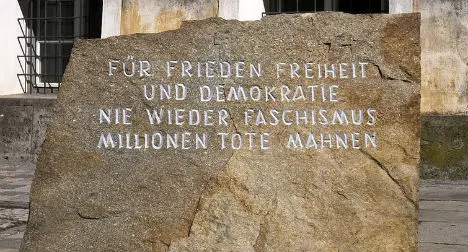 FÜR FRIEDEN FREIHEIT
UND DEMOKRATIE
NIE WIEDER FASCHISMUS
MILLIONEN TOTE MAHNEN